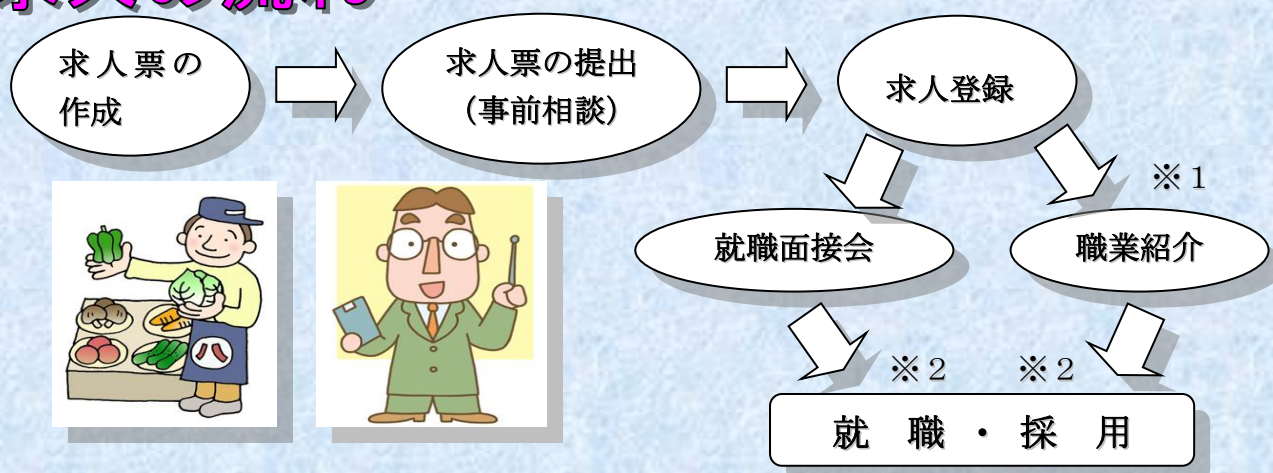 求人票の
作成
求人票の提出
(事前相談)
求人登録
※1
就職面接会
職業紹介
※2
※2
就職・採用
八